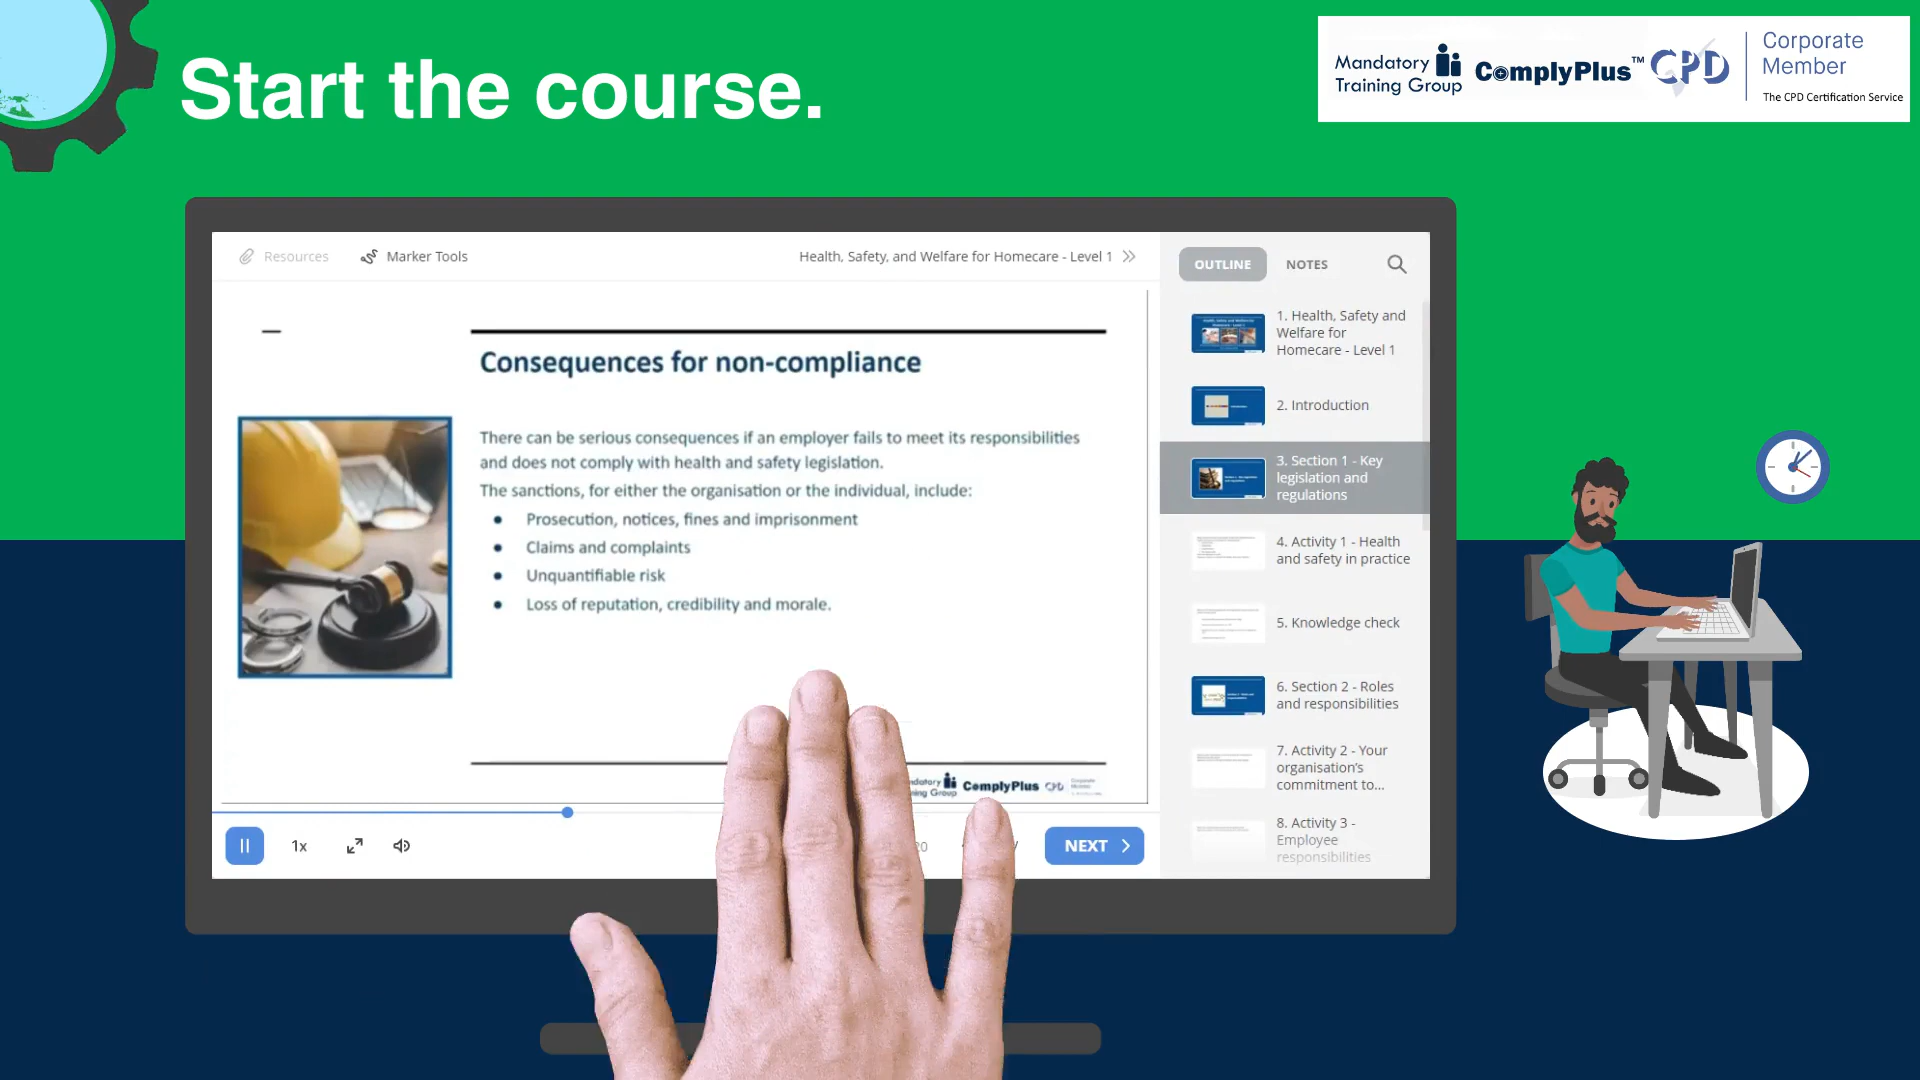 Start the course.
Mandatory
Training Group
ComplyPlus™
CPD
Corporate
Member
The CPD Certification Service
Resources
Marker Tools
Health, Safety, and Welfare for Homecare - Level 1
OUTLINE
NOTES
Consequences for non-compliance
There can be serious consequences if an employer fails to meet its responsibilities
and does not comply with health and safety legislation.
The sanctions, for either the organisation or the individual, include:
• Prosecution, notices, fines and imprisonment
• Claims and complaints
• Unquantifiable risk
• Loss of reputation, credibility and morale.
ComplyPlus
CPD
1x
NEXT
1. Health, Safety and
Welfare for
Homecare - Level 1
2. Introduction
3. Section 1 - Key
legislation and
regulations
4. Activity 1 - Health
and safety in practice
5. Knowledge check
6. Section 2 - Roles
and responsibilities
7. Activity 2 - Your
organisation's
commitment to...
8. Activity 3 -
Employee
responsibilities